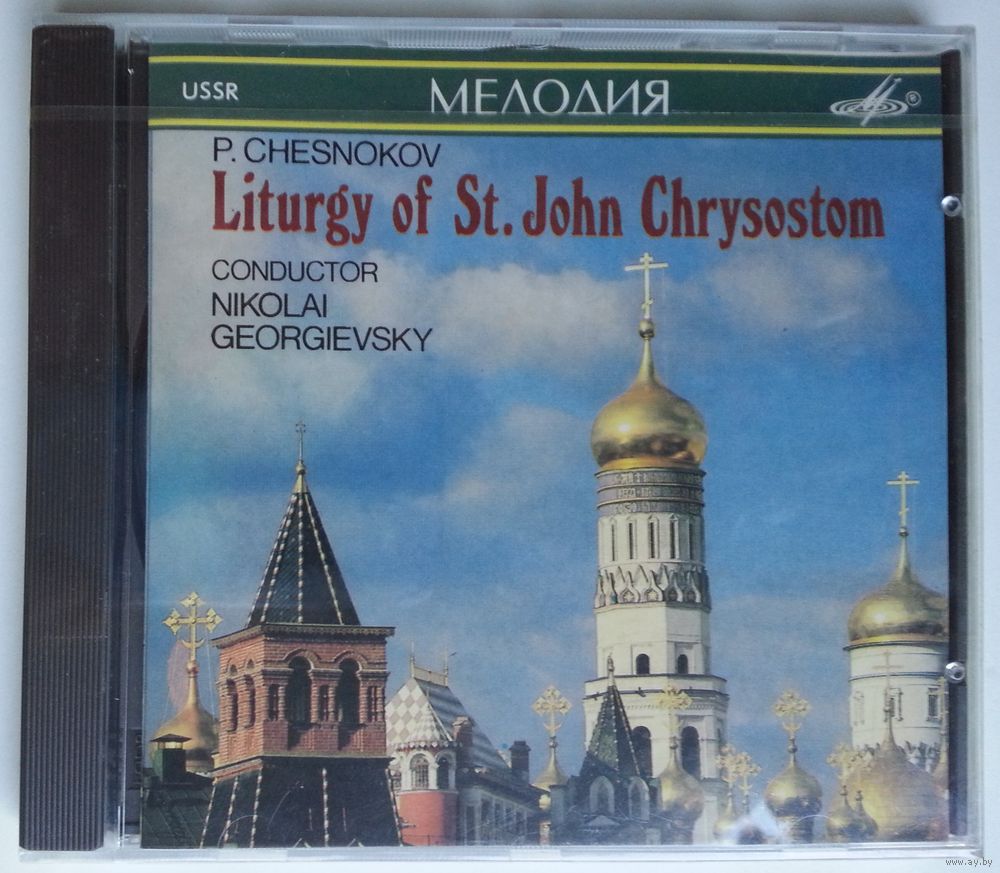 USSR
МЕЛОДИЯ
®
P. CHESNOKOV
Liturgy of St. John Chrysostom
CONDUCTOR
NIKOLAI
GEORGIEVSKY
www.ay.by